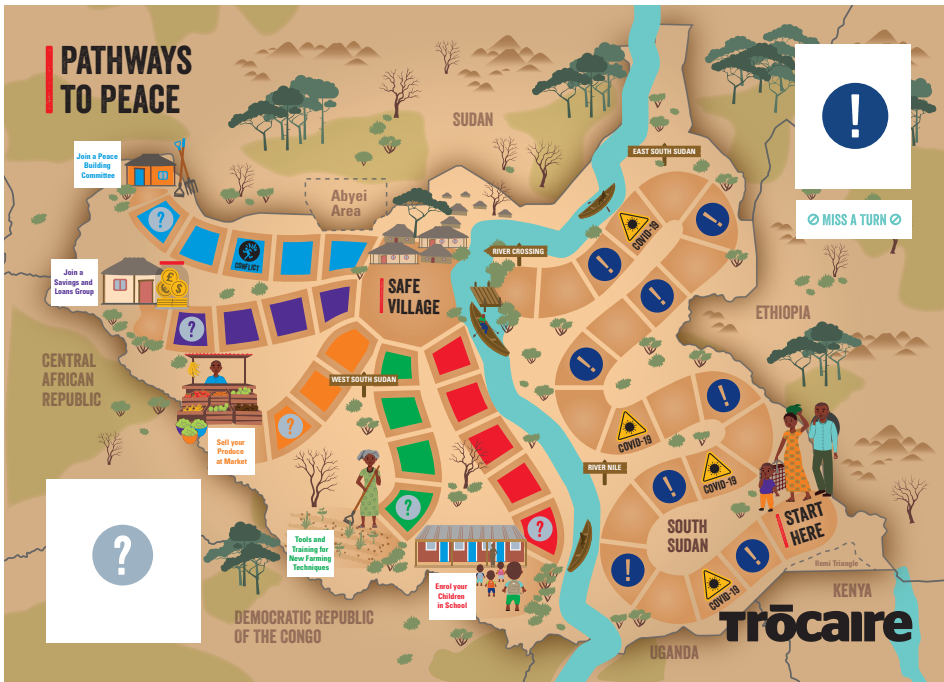 PATHWAYS
TO PEACE
SUDAN
!
EAST SOUTH SUDAN
Join a Peace
Building
Committee
Abyei
Area
?
!
COVID-19
⊘ MISS A TURN ⊘
CONFLICT
RIVER CROSSING
!
Join a
Savings and
Loans Group
£
€
$
SAFE
VILLAGE
!
ETHIOPIA
?
CENTRAL
AFRICAN
REPUBLIC
!
WEST SOUTH SUDAN
!
?
COVID-19
Sell your
Produce
at Market
RIVER NILE
COVID-19
!
?
START
HERE
?
SOUTH
SUDAN
?
Tools and
Training for
New Farming
Techniques
!
!
Ilemi Triangle
COVID-19
Enrol your
Children
in School
KENYA
DEMOCRATIC REPUBLIC
OF THE CONGO
Trōcaire
UGANDA